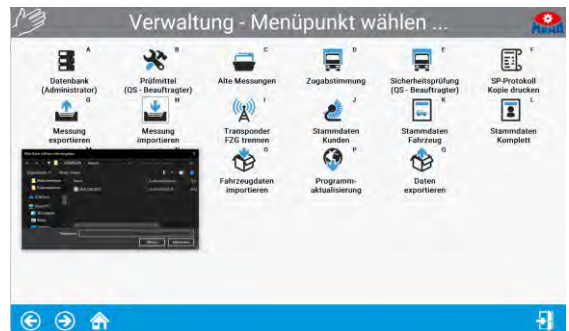 Verwaltung - Menüpunkt wählen ...
MAHA
A
B
C
D
E
F
Datenbank
(Administrator)
Prüfmittel
(QS - Beauftragter)
Alte Messungen
Zugabstimmung
Sicherheitsprüfung
(QS - Beauftragter)
SP-Protokoll
Kopie drucken
G
H
I
J
K
L
Messung
exportieren
Messung
importieren
Transponder
FZG trennen
Stammdaten
Kunden
Stammdaten
Fahrzeug
Stammdaten
Komplett
O
P
Q
Fahrzeugdaten
importieren
Programm-
aktualisierung
Daten
exportieren